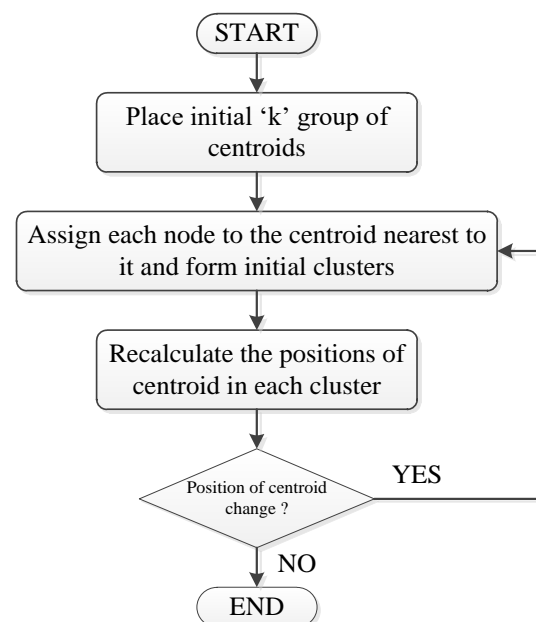 START
Place initial ‘k’ group of
centroids
Assign each node to the centroid nearest to
it and form initial clusters
Recalculate the positions of
centroid in each cluster
Position of centroid
change ?
YES
NO
END